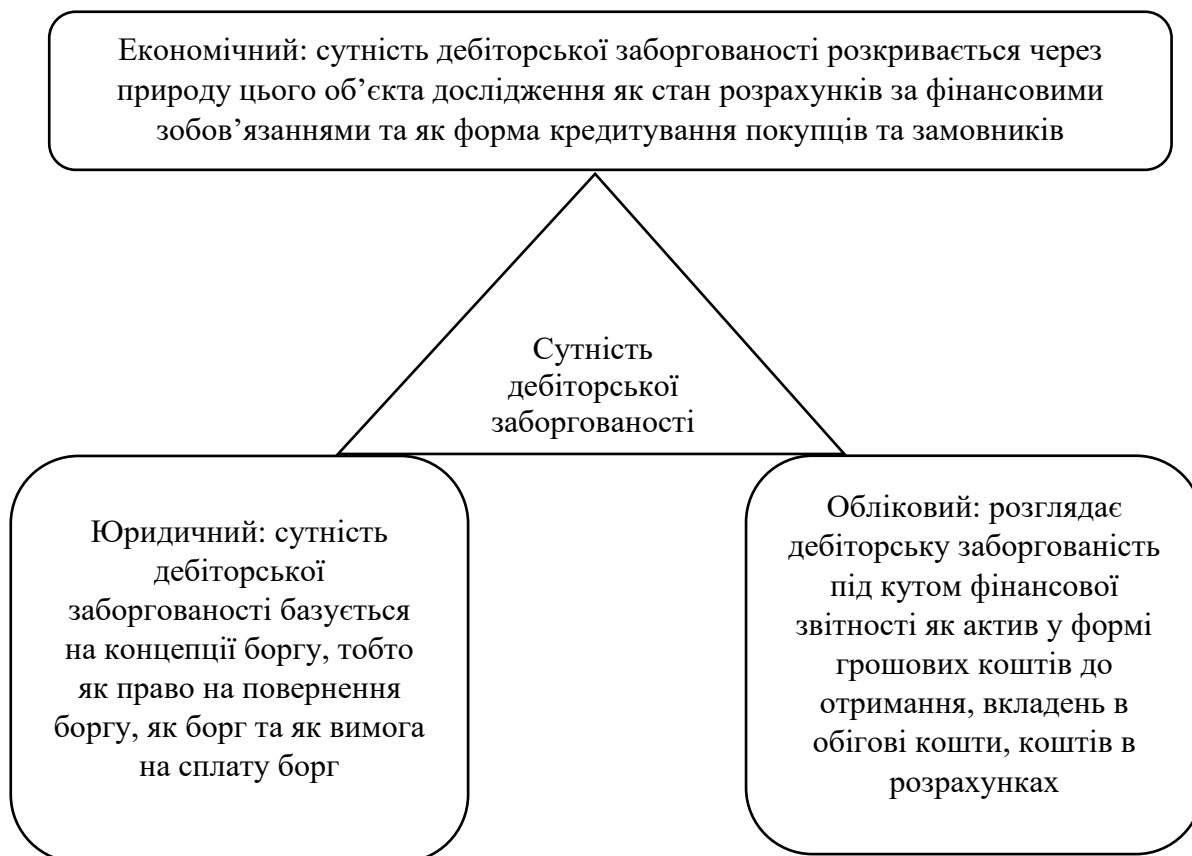 Економічний: сутність дебіторської заборгованості розкривається через
природу цього об’єкта дослідження як стан розрахунків за фінансовими
зобов’язаннями та як форма кредитування покупців та замовників
Сутність
дебіторської
заборгованості
Юридичний: сутність
дебіторської
заборгованості базується
на концепції боргу, тобто
як право на повернення
боргу, як борг та як вимога
на сплату борг
Обліковий: розглядає
дебіторську заборгованість
під кутом фінансової
звітності як актив у формі
грошових коштів до
отримання, вкладень в
обігові кошти, коштів в
розрахунках